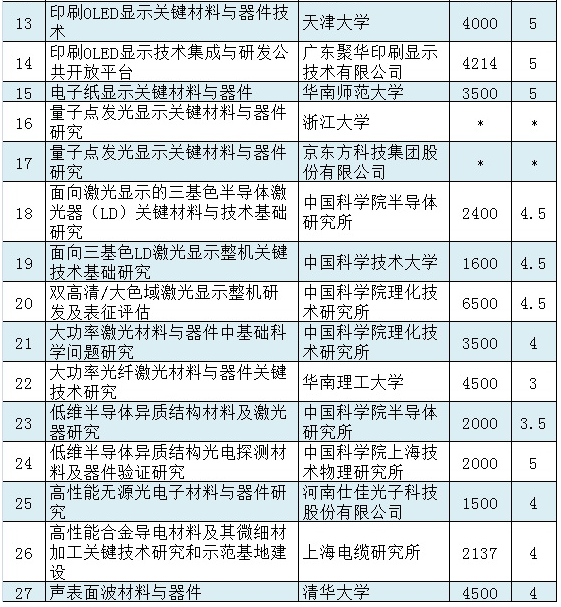 13 印刷OLED显示关键材料与器件技 天津大学 4000 5
术
14 印刷OLED显示技术集成与研发公 广东聚华印刷显示 4214 5
共开放平台 技术有限公司
15 电子纸显示关键材料与器件 华南师范大学 3500 5
16 量子点发光显示关键材料与器件 浙江大学 * *
研究
17 量子点发光显示关键材料与器件 京东方科技集团股 * *
研究 份有限公司
面向激光显示的三基色半导体激
18 光器（LD）关键材料与技术基础 中国科学院半导体 2400 4.5
研究 研究所
19 面向三基色LD激光显示整机关键 中国科学技术大学 1600 4.5
技术基础研究
20 双高清/大色域激光显示整机研 中国科学院理化技 6500 4.5
发及表征评估 术研究所
21 大功率激光材料与器件中基础科 中国科学院理化技 3500 4
学问题研究 术研究所
22 大功率光纤激光材料与器件关键 华南理工大学 4500 3
技术研究
23 低维半导体异质结构材料及激光 中国科学院半导体 2000 3.5
器研究 研究所
24 低维半导体异质结构光电探测材 中国科学院上海技 2000 5
料及器件验证研究 术物理研究所
25 高性能无源光电子材料与器件研 河南仕佳光子科技 1500 4
究 股份有限公司
高性能合金导电材料及其微细材
26 加工关键技术研究和示范基地建 上海电缆研究所 2137 4
设
27 声表面波材料与器件 清华大学 4500 4